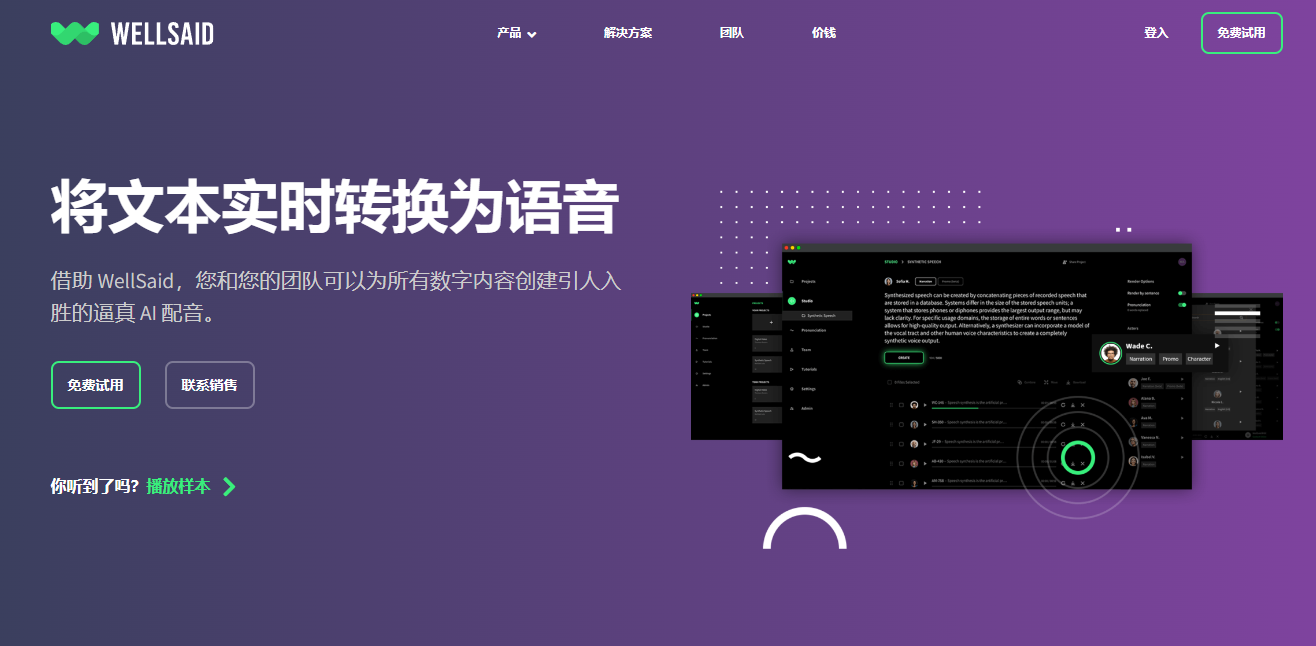 WELLSAID
产品
解决方案
团队
价钱
登入
免费试用
将文本实时转换为语音
借助 WellSaid，您和您的团队可以为所有数字内容创建引人入
胜的逼真 AI 配音。
免费试用
联系销售
你听到了吗？播放样本
STUDIO > SYNTHETIC SPEECH
Projects
Studio
Synthetic Speech
Pronunciation
Team
Tutorials
Settings
Admin
Sofia H.
Narration
Synthesized speech can be created by concatenating pieces of recorded speech that
are stored in a database. Systems differ in the size of the stored speech units, a
system that stores phones or diphones provides the largest output range, but may
lack clarity. For specific usage domains, the storage of entire words or sentences
allows for high-quality output. Alternatively, a synthesizer can incorporate a model of
the vocal tract and other human voice characteristics to create a completely
synthetic voice output.
CREATE
Render Options
Render by sentence
Pronunciation
Actors
Wade C.
Narration
Promo
Character